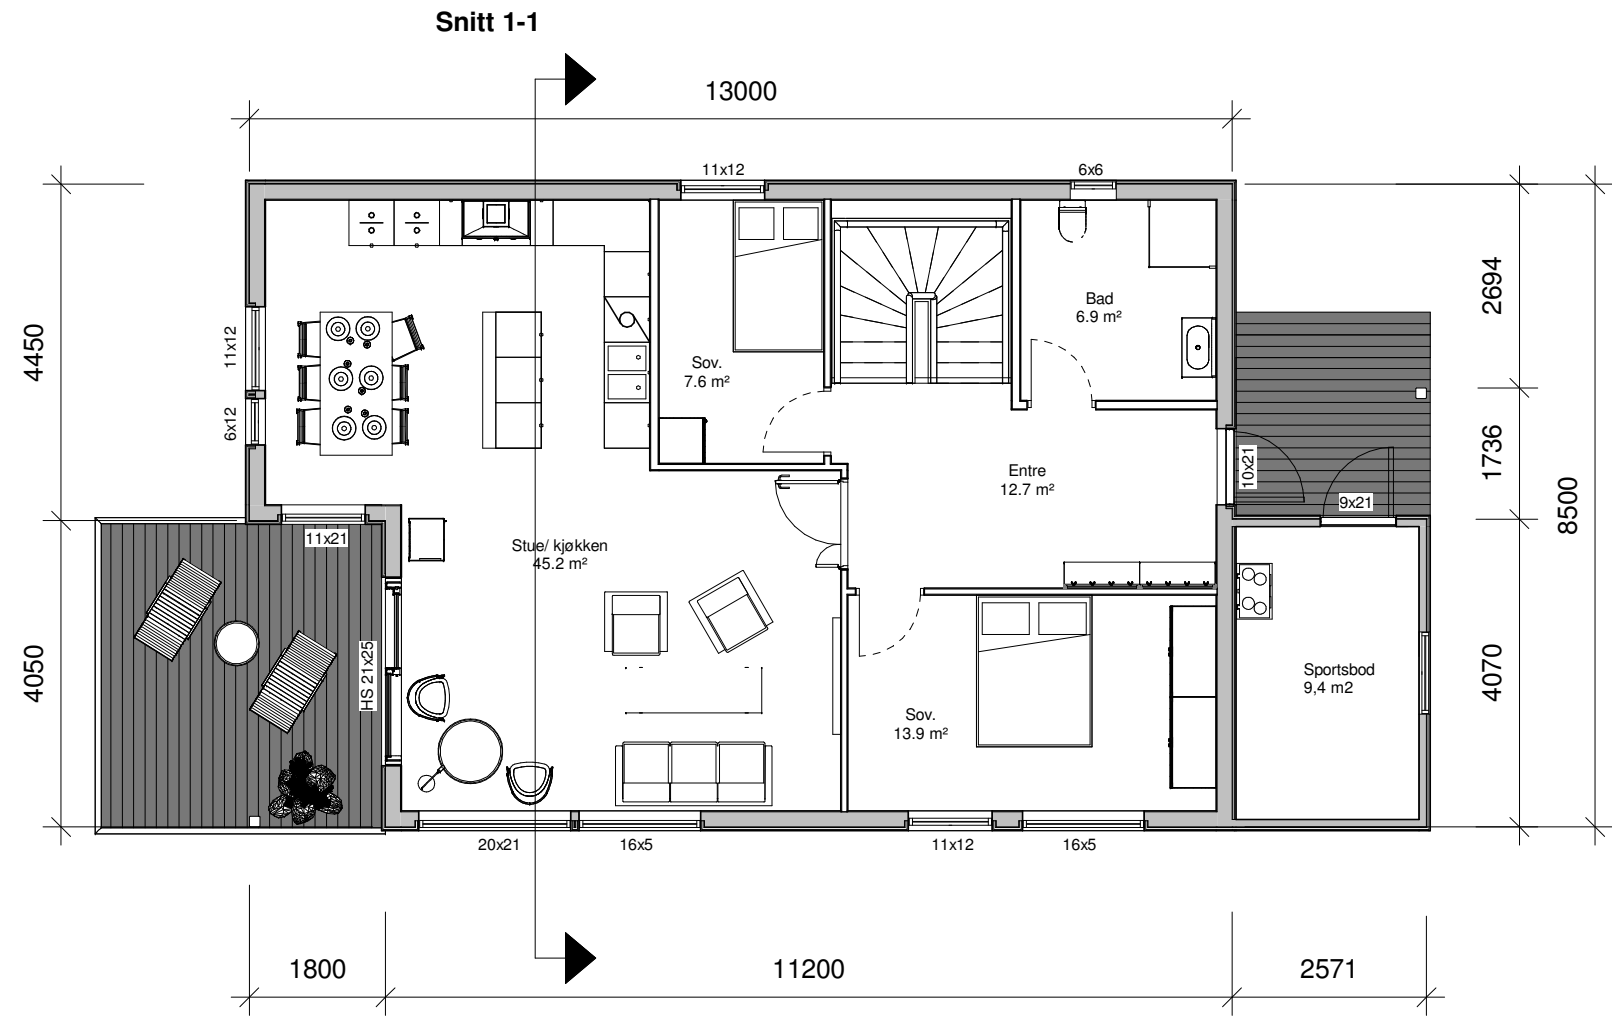 Snitt 1-1
13000
11x12
6x6
4450
11x12
6x12
Sov.
7.6 m²
Bad
6.9 m²
2694
1736
8500
Entre
12.7 m²
10x21
9x21
11x21
Stue/ kjøkken
45.2 m²
4050
HS 21x25
Sportsbod
9,4 m2
4070
Sov.
13.9 m²
20x21
16x5
11x12
16x5
1800
11200
2571